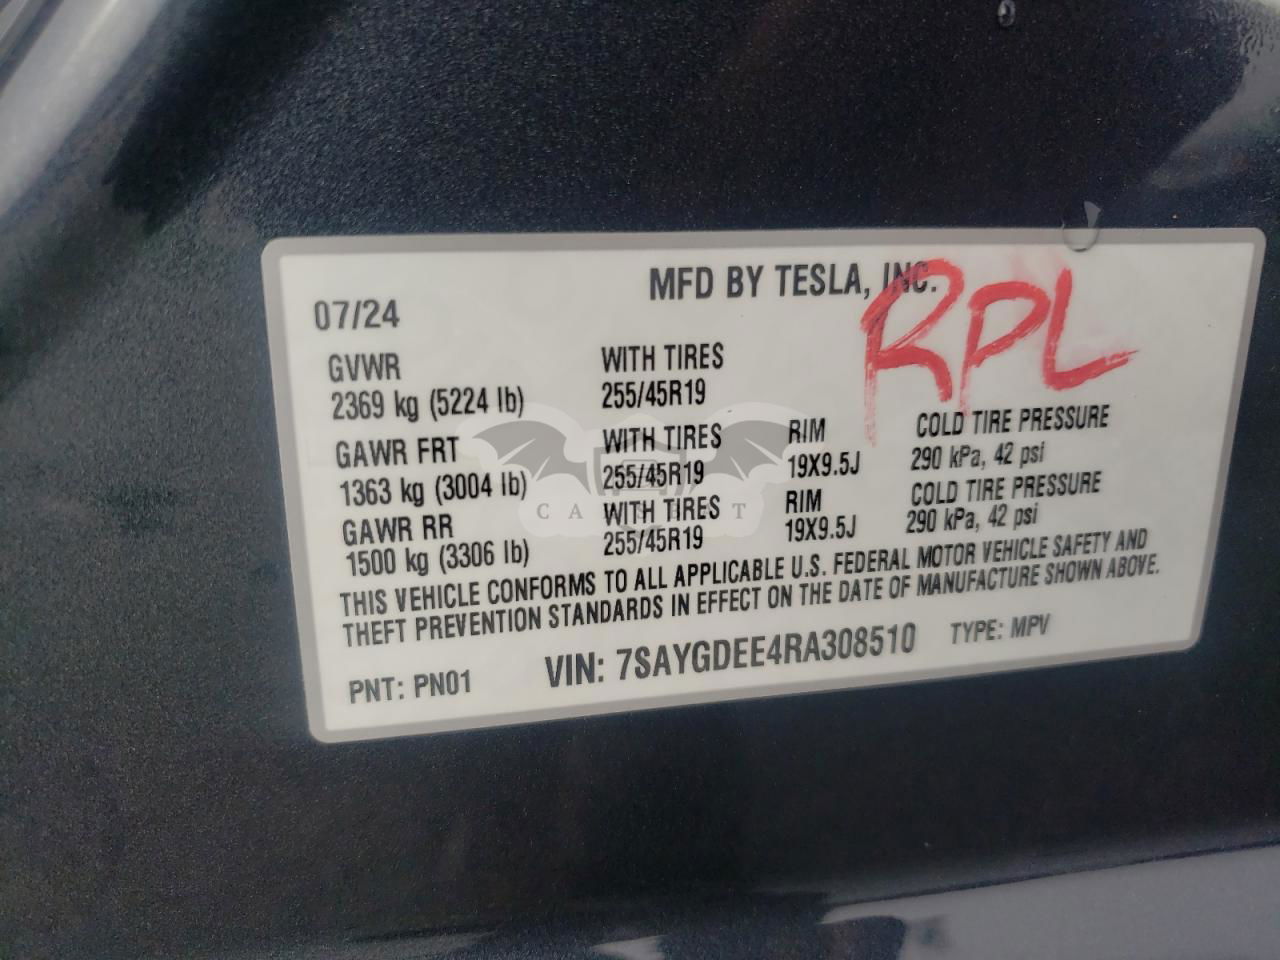 MFD BY TESLA, INC.
RPL
07/24
GVWR
2369 kg (5224 lb)
WITH TIRES
255/45R19
GAWR FRT
1363 kg (3004 lb)
WITH TIRES
255/45R19
RIM
19X9.5J
COLD TIRE PRESSURE
290 kPa, 42 psi
GAWR RR
1500 kg (3306 lb)
WITH TIRES
255/45R19
RIM
19X9.5J
COLD TIRE PRESSURE
290 kPa, 42 psi
THIS VEHICLE CONFORMS TO ALL APPLICABLE U.S. FEDERAL MOTOR VEHICLE SAFETY AND
THEFT PREVENTION STANDARDS IN EFFECT ON THE DATE OF MANUFACTURE SHOWN ABOVE.
PNT: PN01
VIN: 7SAYGDEE4RA308510
TYPE: MPV